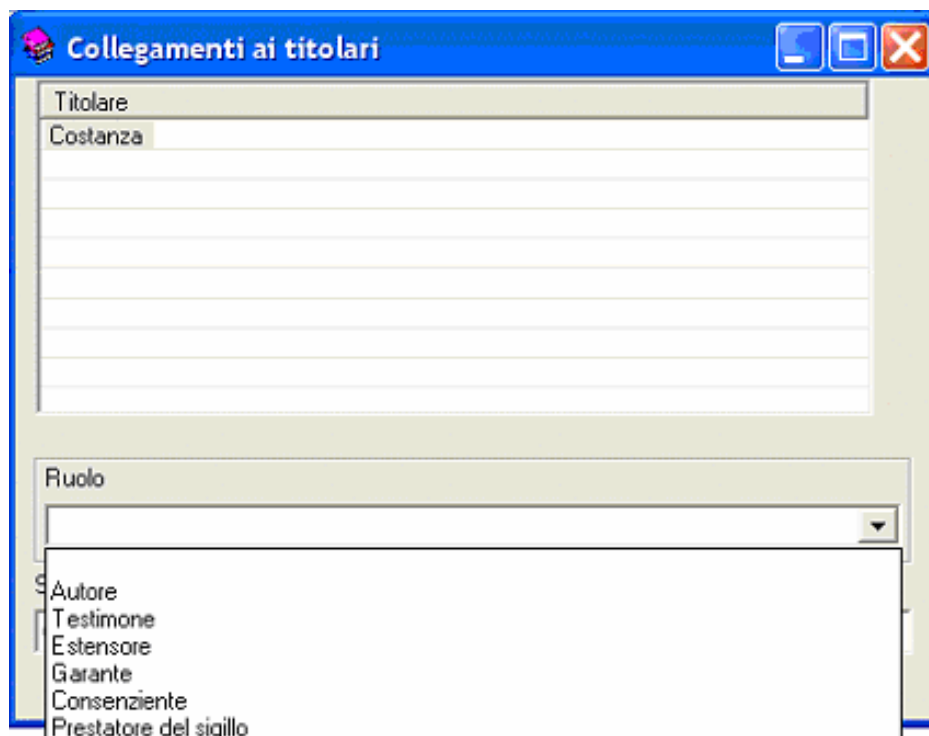 Collegamenti ai titolari
Titolare
Costanza
Ruolo
S
Autore
Testimone
Estensore
Garante
Consenziente
Prestatore del sigillo